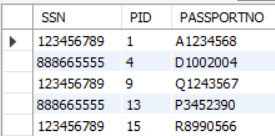 SSN PID PASSPORTNO
123456789 1 A1234568
888665555 4 D1002004
123456789 9 Q1243567
888665555 13 P3452390
123456789 15 R8990566